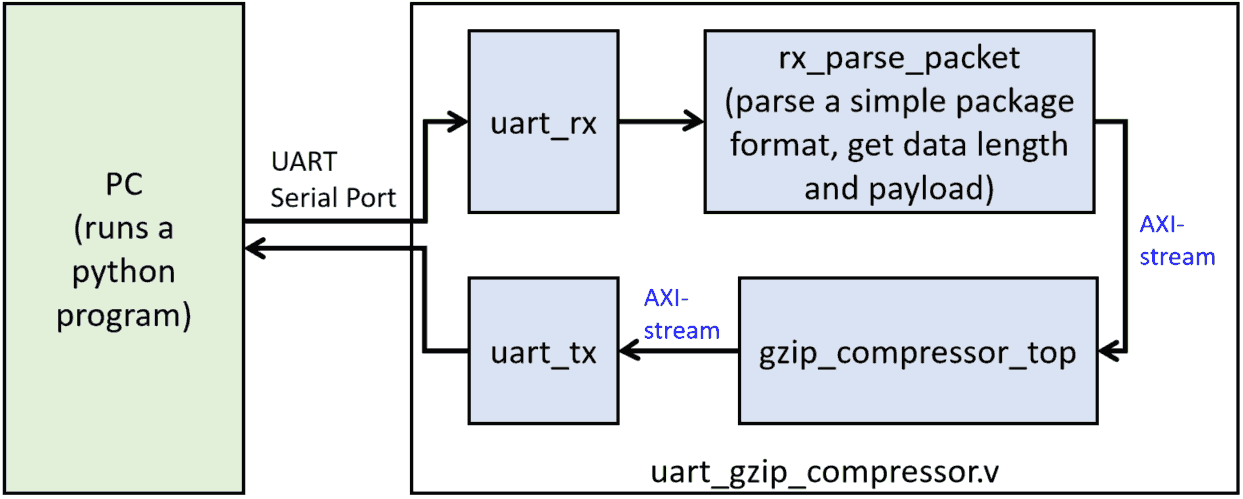 PC
(runs a
python
program)
UART
Serial Port
uart_rx
rx_parse_packet
(parse a simple package
format, get data length
and payload)
AXI-
stream
uart_tx
AXI-
stream
gzip_compressor_top
uart_gzip_compressor.v